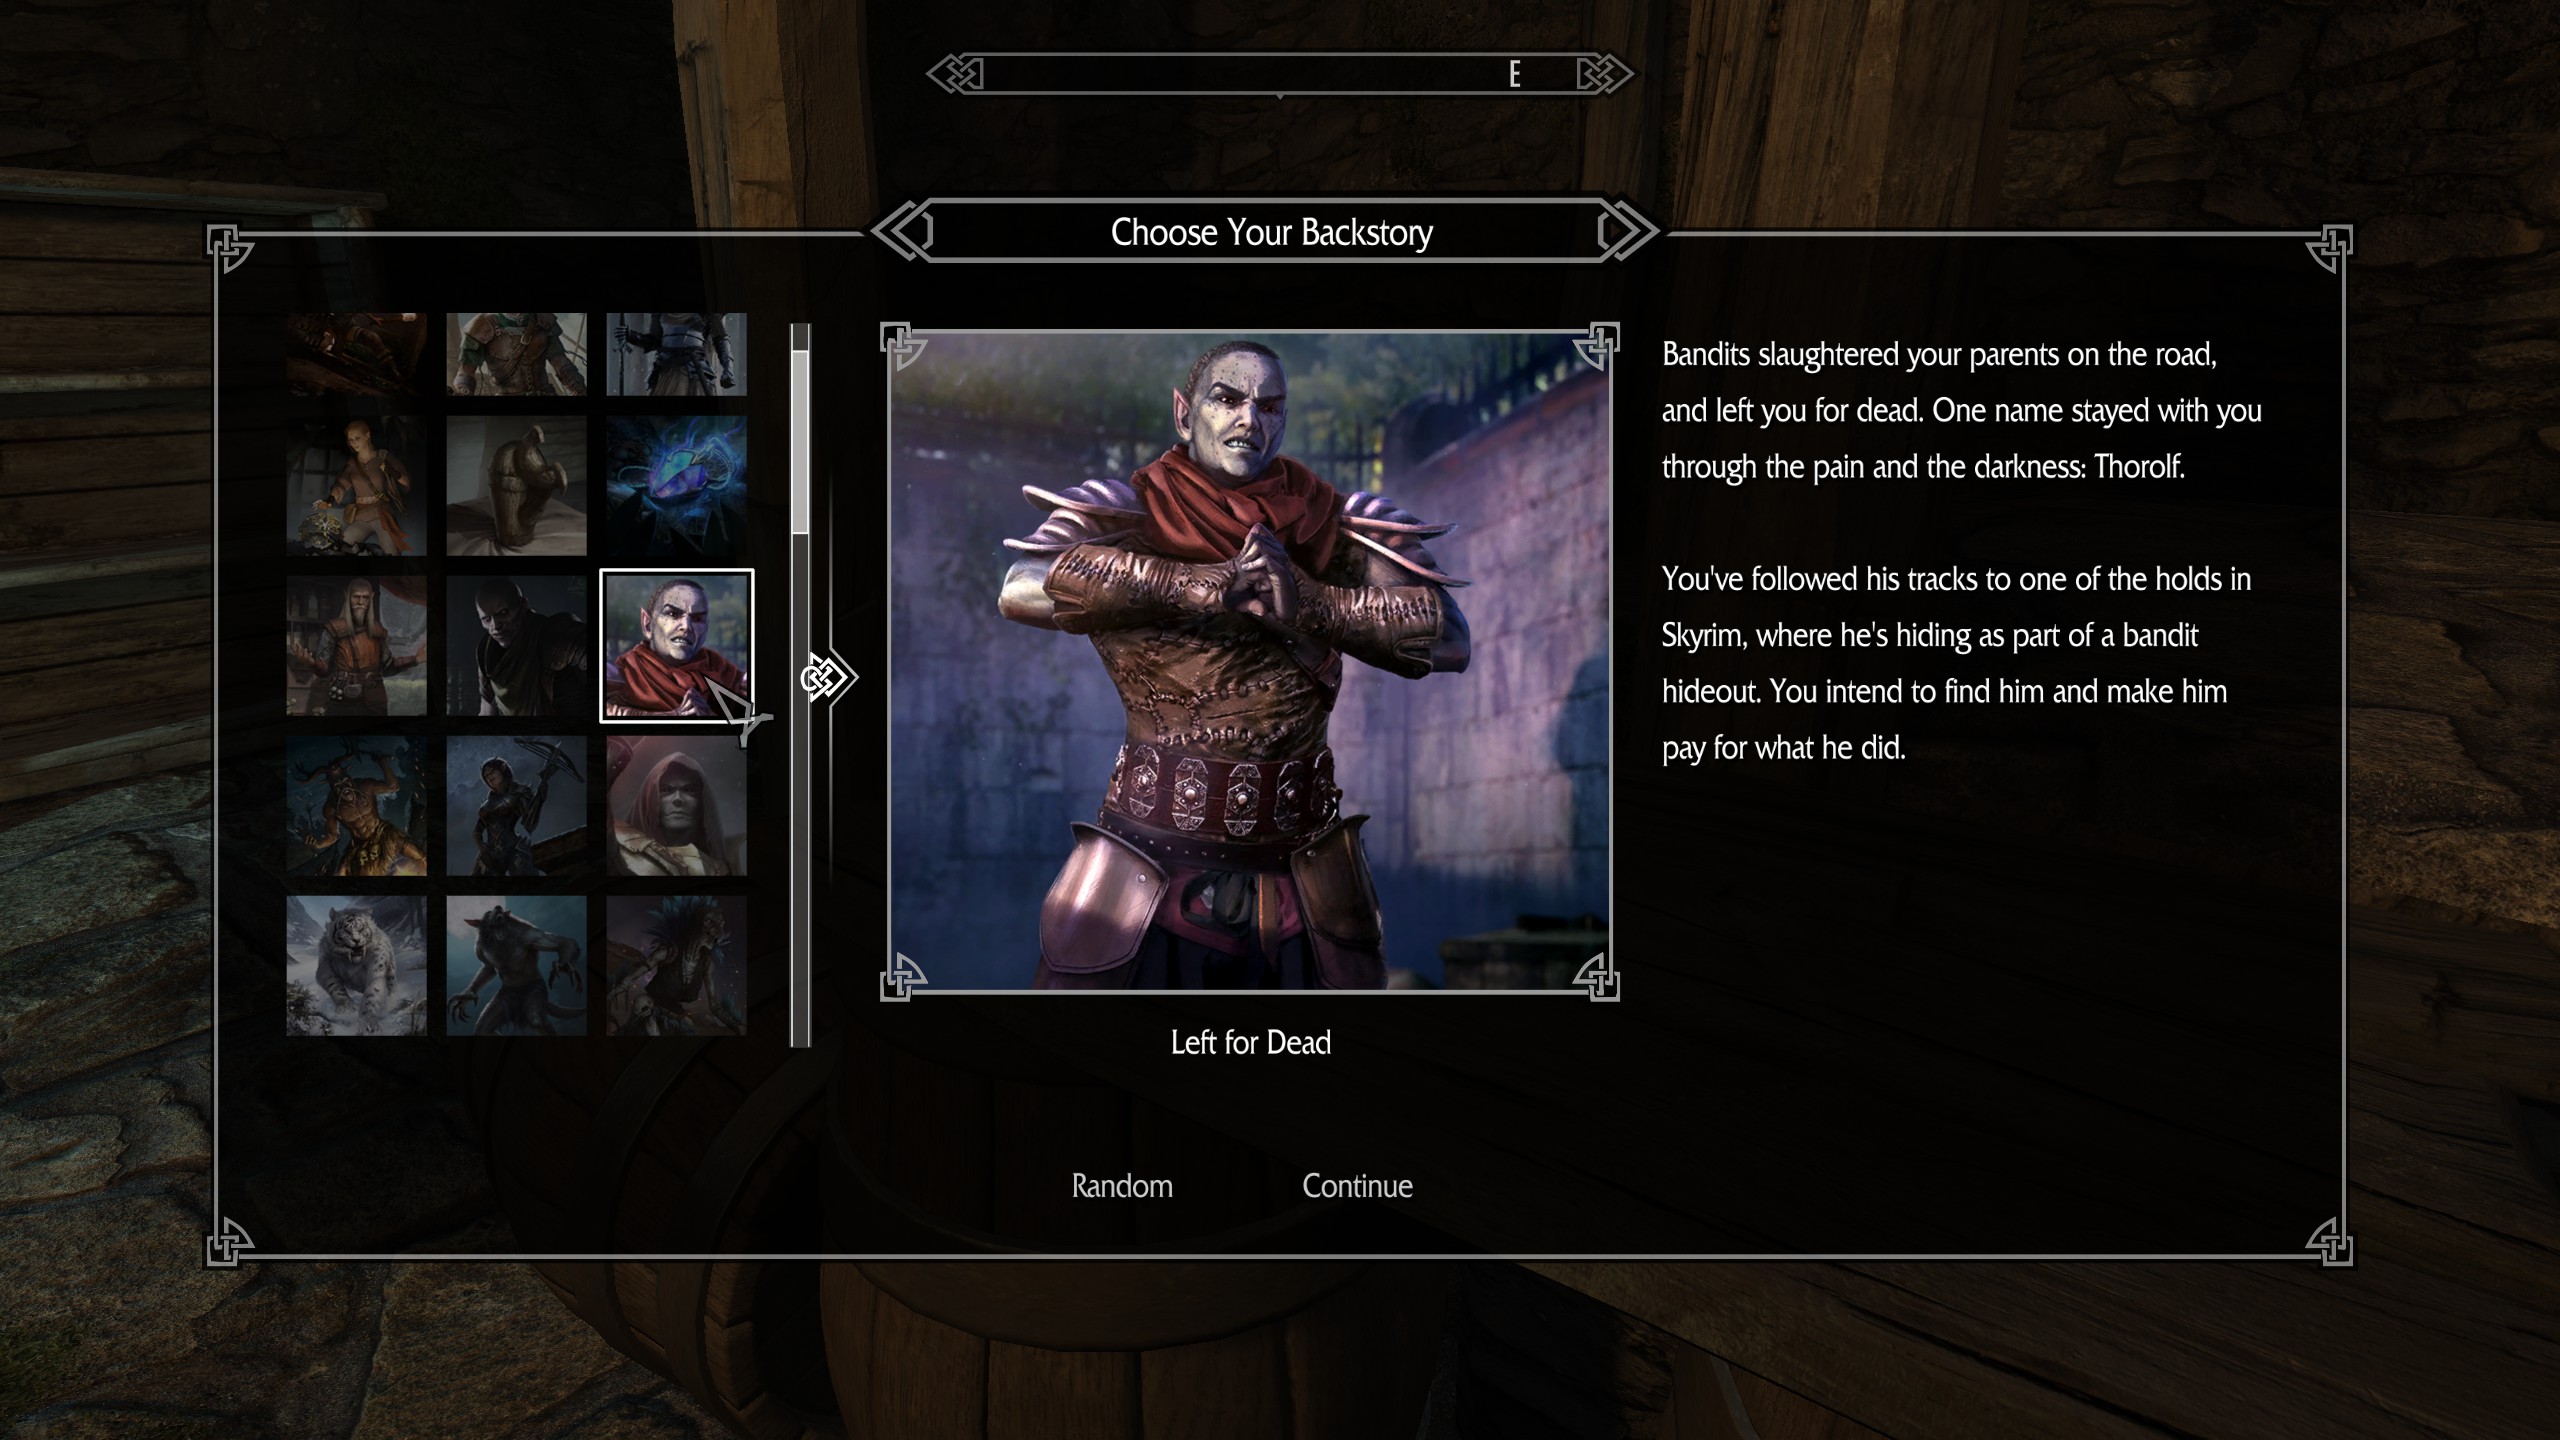 E
Choose Your Backstory
Bandits slaughtered your parents on the road,
and left you for dead. One name stayed with you
through the pain and the darkness: Thorolf.
You've followed his tracks to one of the holds in
Skyrim, where he's hiding as part of a bandit
hideout. You intend to find him and make him
pay for what he did.
Left for Dead
Random
Continue